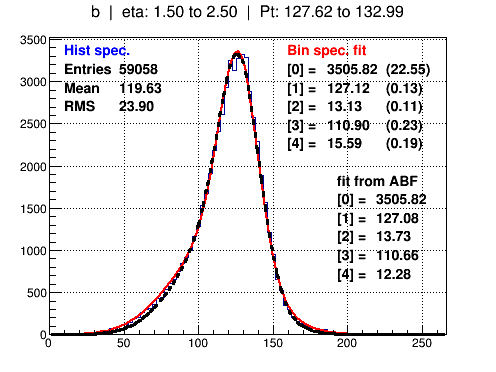 b | eta: 1.50 to 2.50 | Pt: 127.62 to 132.99
Hist spec.
Entries 59058
Mean 119.63
RMS 23.90
Bin spec. fit
[0] = 3505.82 (22.55)
[1] = 127.12 (0.13)
[2] = 13.13 (0.11)
[3] = 110.90 (0.23)
[4] = 15.59 (0.19)
fit from ABF
[0] = 3505.82
[1] = 127.08
[2] = 13.73
[3] = 110.66
[4] = 12.28
3500
3000
2500
2000
1500
1000
500
0
0 50 100 150 200 250